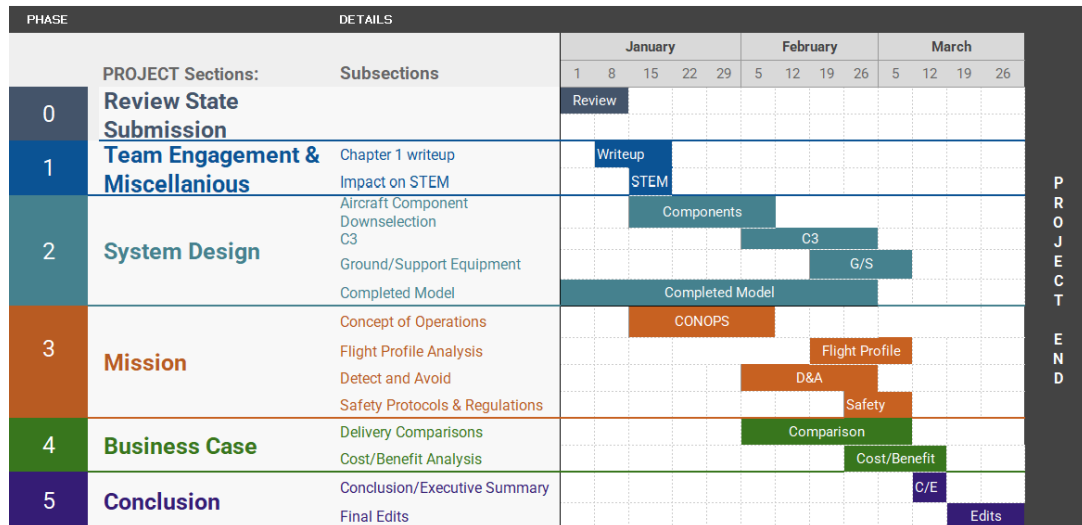 PHASE DETAILS
January February March
PROJECT Sections: Subsections 1 8 15 22 29 5 12 19 26 5 12 19 26
0 Review State Submission Review
1 Team Engagement & Miscellanious
Chapter 1 writeup Writeup
Impact on STEM STEM
2 System Design
Aircraft Component Downselection Components
C3 C3
Ground/Support Equipment G/S
Completed Model Completed Model
3 Mission
Concept of Operations CONOPS
Flight Profile Analysis Flight Profile
Detect and Avoid D&A
Safety Protocols & Regulations Safety
4 Business Case
Delivery Comparisons Comparison
Cost/Benefit Analysis Cost/Benefit
5 Conclusion
Conclusion/Executive Summary C/E
Final Edits Edits
PROJECT END